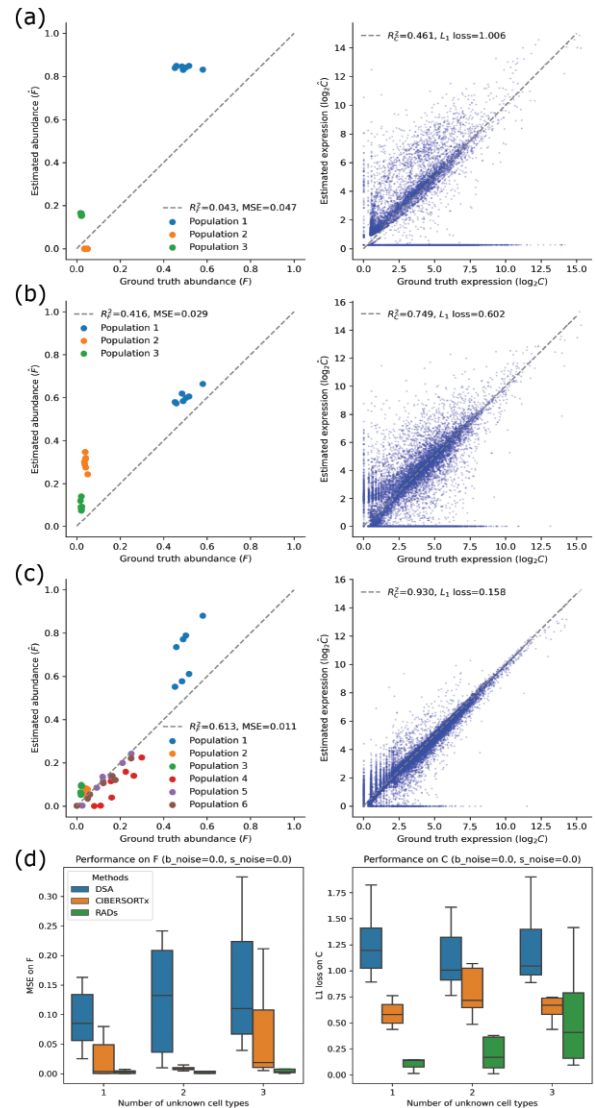 (a)
1.0
0.8
0.6
0.4
0.2
0.0
Estimated abundance (F̂)
R²_F=0.043, MSE=0.047
Population 1
Population 2
Population 3
0.0 0.2 0.4 0.6 0.8 1.0
Ground truth abundance (F)
14
12
10
8
6
4
2
0
Estimated expression (log₂Ĉ)
R²_C=0.461, L₁ loss=1.006
0.0 2.5 5.0 7.5 10.0 12.5 15.0
Ground truth expression (log₂C)
(b)
1.0
0.8
0.6
0.4
0.2
0.0
Estimated abundance (F̂)
R²_F=0.416, MSE=0.029
Population 1
Population 2
Population 3
0.0 0.2 0.4 0.6 0.8 1.0
Ground truth abundance (F)
16
14
12
10
8
6
4
2
0
Estimated expression (log₂Ĉ)
R²_C=0.749, L₁ loss=0.602
0.0 2.5 5.0 7.5 10.0 12.5 15.0
Ground truth expression (log₂C)
(c)
1.0
0.8
0.6
0.4
0.2
0.0
Estimated abundance (F̂)
R²_F=0.613, MSE=0.011
Population 1
Population 2
Population 3
Population 4
Population 5
Population 6
0.0 0.2 0.4 0.6 0.8 1.0
Ground truth abundance (F)
16
14
12
10
8
6
4
2
0
Estimated expression (log₂Ĉ)
R²_C=0.930, L₁ loss=0.158
0.0 2.5 5.0 7.5 10.0 12.5 15.0
Ground truth expression (log₂C)
(d)
Performance on F (b_noise=0.0, s_noise=0.0)
Methods
DSA
CIBERSORTx
RADs
0.35
0.30
0.25
0.20
0.15
0.10
0.05
0.00
MSE on F
1 2 3
Number of unknown cell types
Performance on C (b_noise=0.0, s_noise=0.0)
1.75
1.50
1.25
1.00
0.75
0.50
0.25
0.00
L1 loss on C
1 2 3
Number of unknown cell types